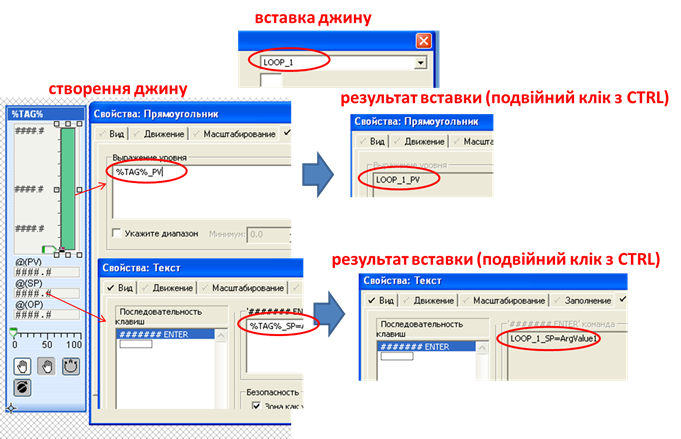 вставка джину
LOOP_1
створення джину
результат вставки (подвійний клік з CTRL)
%TAG%
####.#
####.#
####.#
@(PV)
####.#
@(SP)
####.#
@(OP)
####.#
0 50 100
Свойства: Прямоугольник
Вид Движение Масштабирование
Выражение уровня
%TAG%_PV
Укажите диапазон Минимум: 0.0
Свойства: Прямоугольник
Вид Движение Масшта
Выражение уровня
LOOP_1_PV
результат вставки (подвійний клік з CTRL)
Свойства: Текст
Вид Движение Масштабирование
Последовательность
клавиш
####### ENTER
'####### EN
%TAG%_SP=
Безопасность
Зона как
Свойства: Текст
Вид Движение Масштабирование Заполнение
Последовательность
клавиш
####### ENTER
'####### ENTER' команда
LOOP_1_SP=ArgValue1